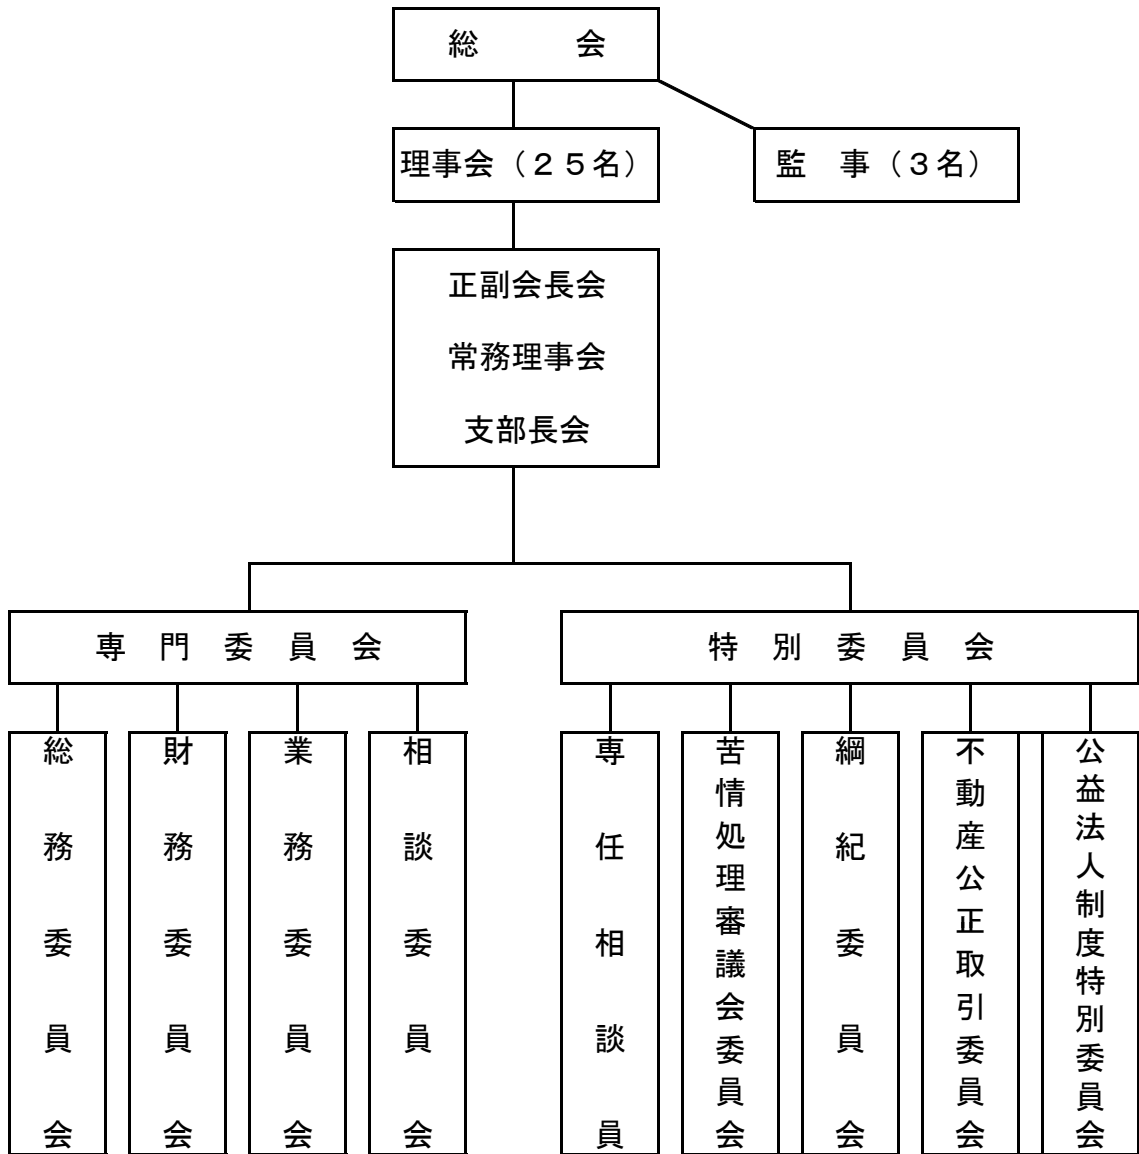 総　　　会
理事会（２５名）
監　事（３名）
正副会長会
常務理事会
支部長会
専　門　委　員　会
特　別　委　員　会
総務委員会
財務委員会
業務委員会
相談委員会
専任相談員
苦情処理審議会委員会
綱紀委員会
不動産公正取引委員会
公益法人制度特別委員会